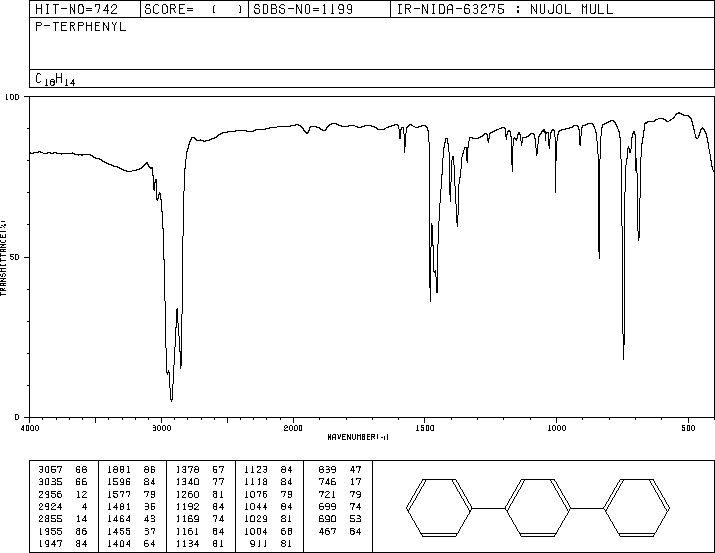 HIT-NO=742 SCORE= ( ) SDBS-NO=1199 IR-NIDA-63275 : NUJOL MULL
P-TERPHENYL
C18H14
100
50
0
TRANSMITTANCE(%)
4000 3000 2000 1500 1000 500
WAVENUMBER(-1)
3067 68 1881 86 1378 57 1123 84 839 47
3035 66 1596 84 1340 77 1118 84 746 17
2956 12 1577 79 1260 81 1076 79 721 79
2924 4 1481 36 1192 84 1044 84 699 74
2855 14 1464 43 1169 74 1029 81 690 53
1955 86 1455 37 1161 84 1004 68 467 84
1947 84 1404 64 1134 81 911 81